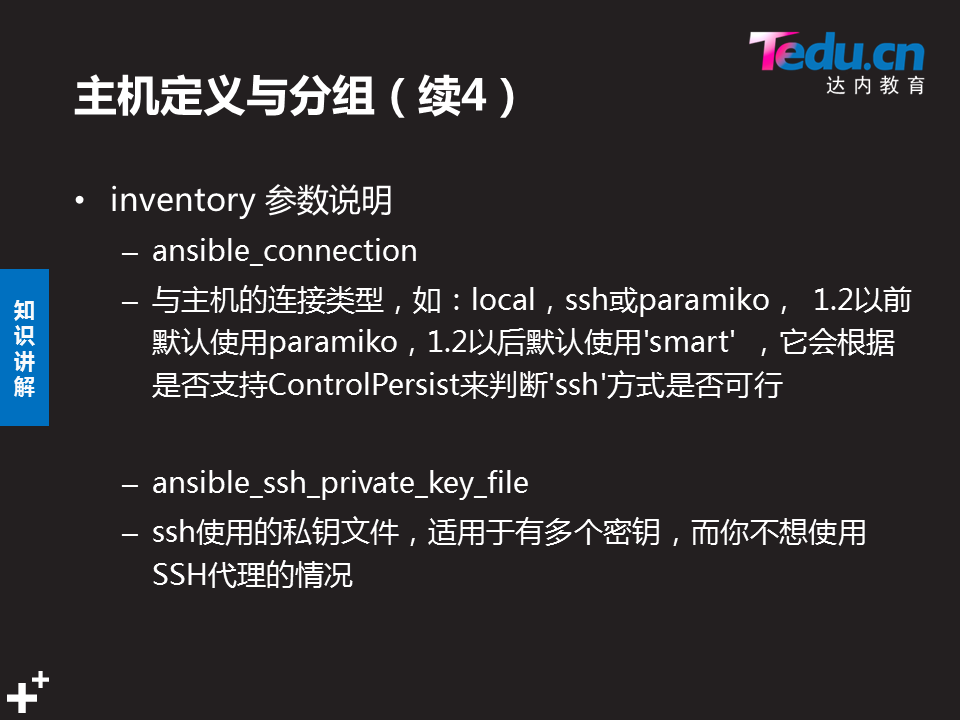 Tedu.cn
达内教育
主机定义与分组（续4）
• inventory 参数说明
– ansible_connection
– 与主机的连接类型，如：local，ssh或paramiko， 1.2以前
默认使用paramiko，1.2以后默认使用'smart' ，它会根据
是否支持ControlPersist来判断'ssh'方式是否可行
– ansible_ssh_private_key_file
– ssh使用的私钥文件，适用于有多个密钥，而你不想使用
SSH代理的情况
知
识
讲
解